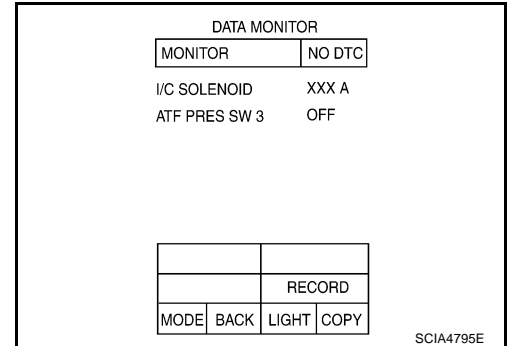 DATA MONITOR
MONITOR NO DTC
I/C SOLENOID XXX A
ATF PRES SW 3 OFF
RECORD
MODE BACK LIGHT COPY
SCIA4795E